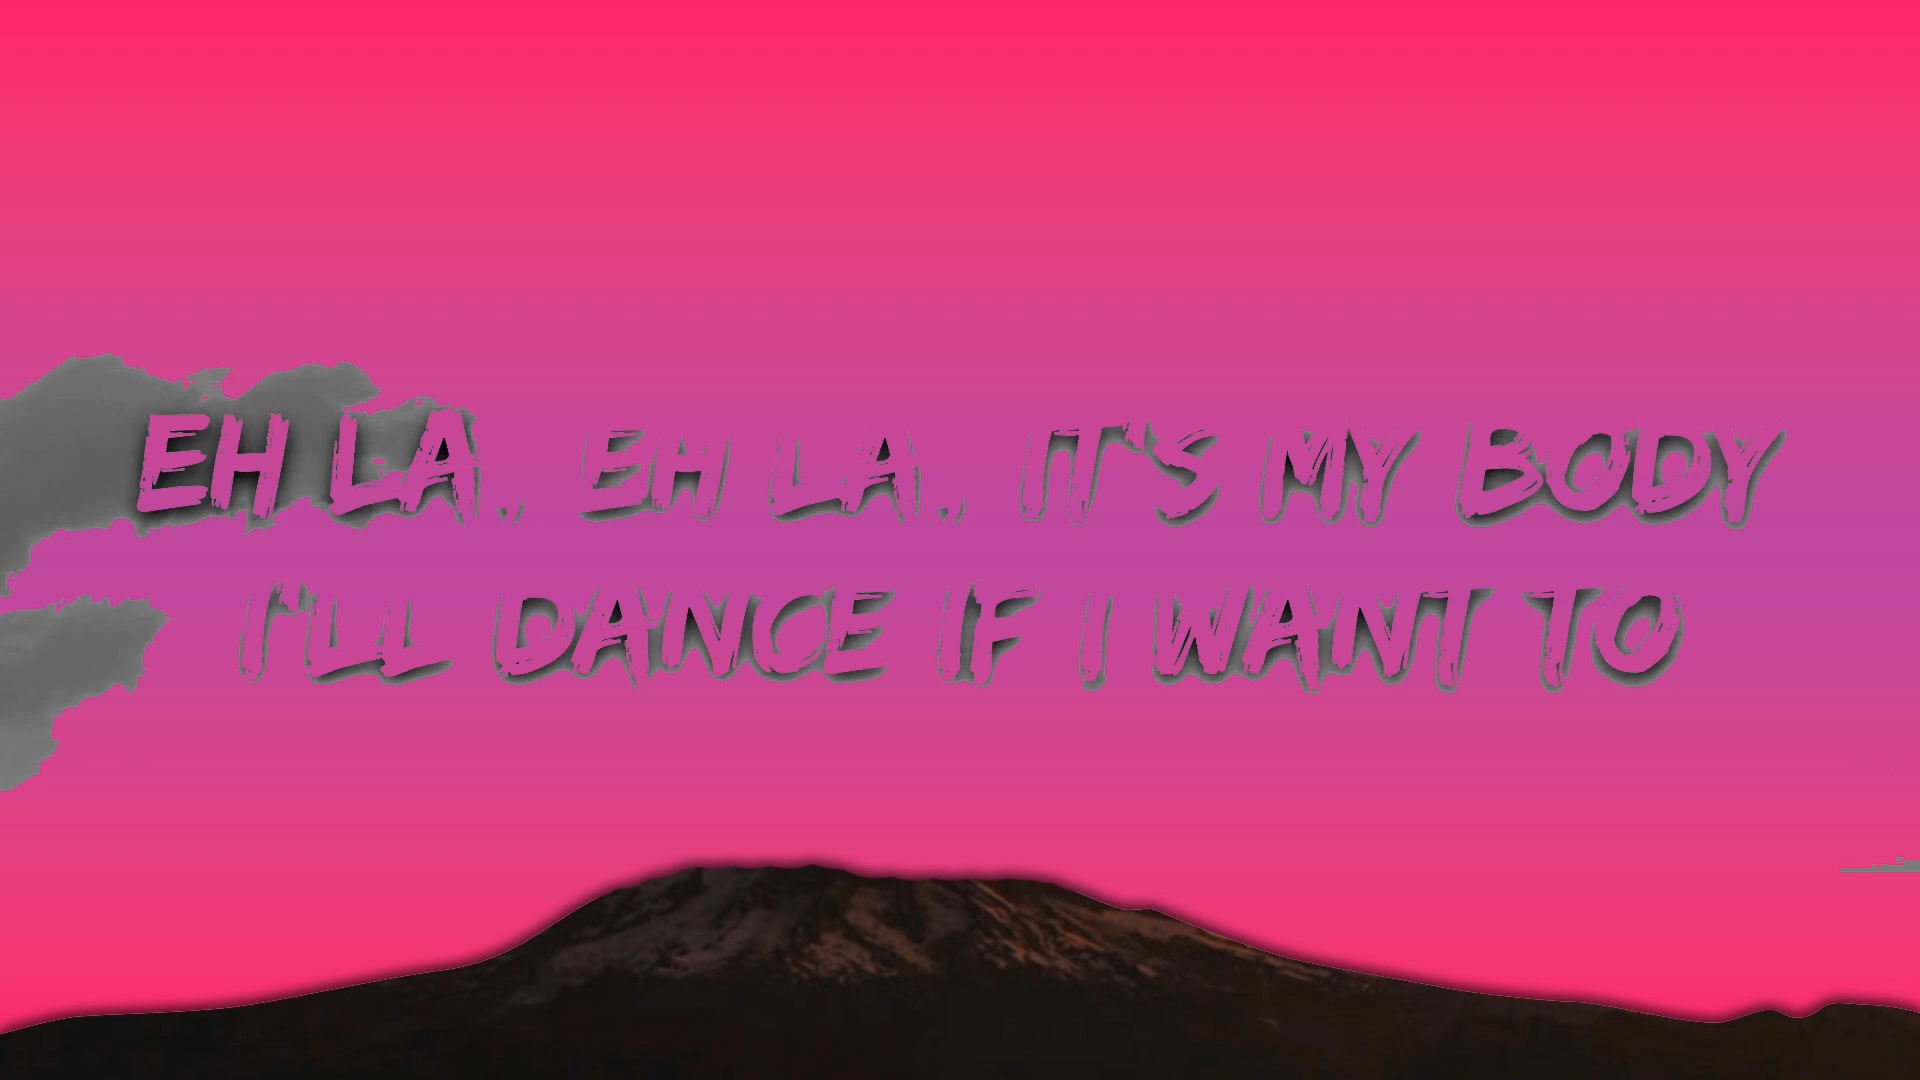 EH LA., EH LA., IT'S MY BODY
I'LL DANCE IF I WANT TO